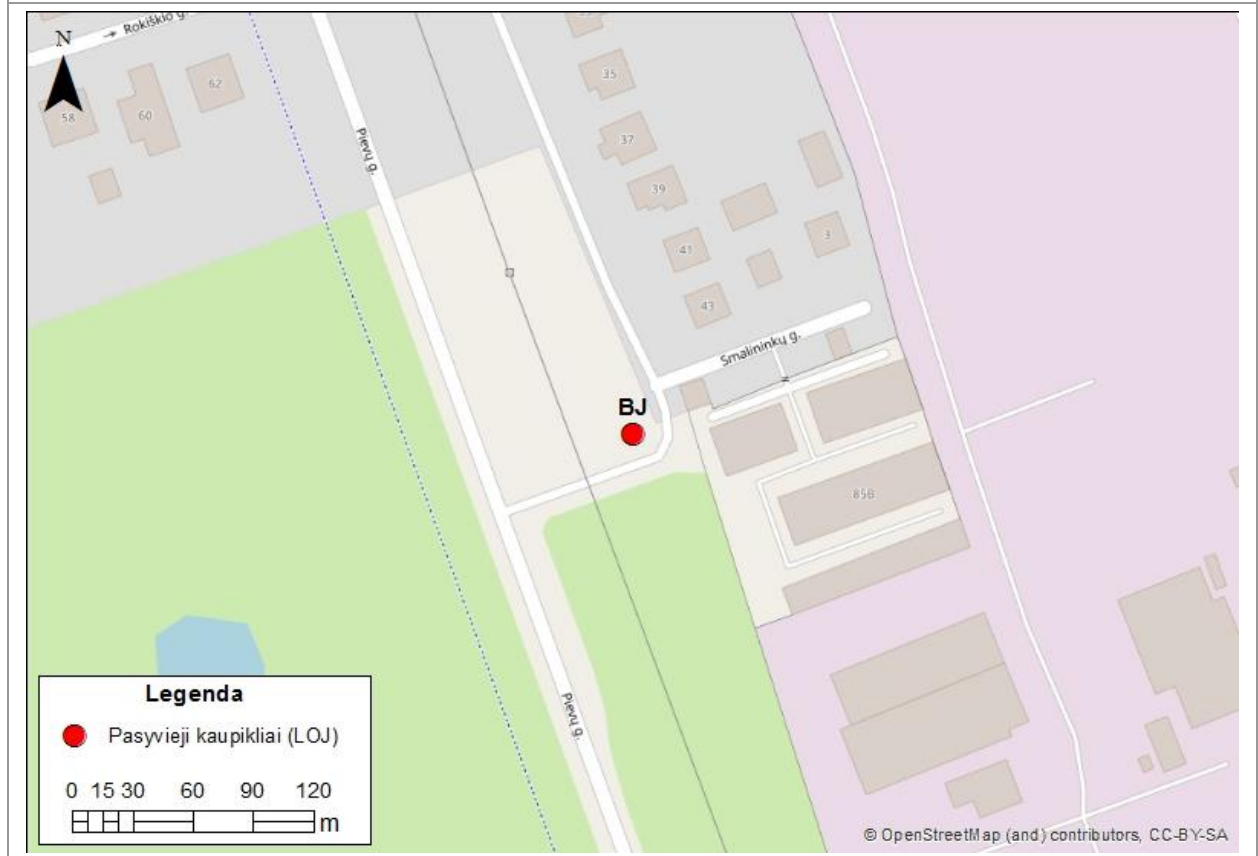 Rokiškio g.
N
35
62
58
60
37
Pievų g.
39
3
41
43
Smalininkų g.
BJ
85B
Pievų g.
Legenda
Pasyvieji kaupikliai (LOJ)
0 15 30 60 90 120
m
© OpenStreetMap (and) contributors, CC-BY-SA